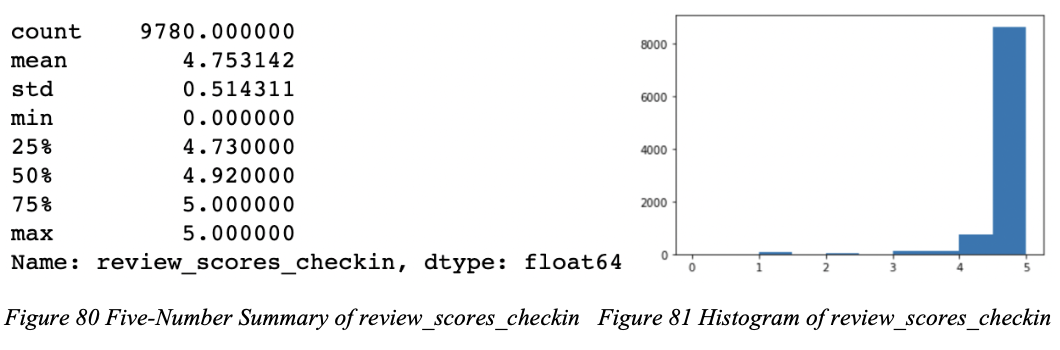 count 9780.000000
mean 4.753142
std 0.514311
min 0.000000
25% 4.730000
50% 4.920000
75% 5.000000
max 5.000000
Name: review_scores_checkin, dtype: float64
8000
6000
4000
2000
0
0 1 2 3 4 5
Figure 80 Five-Number Summary of review_scores_checkin
Figure 81 Histogram of review_scores_checkin